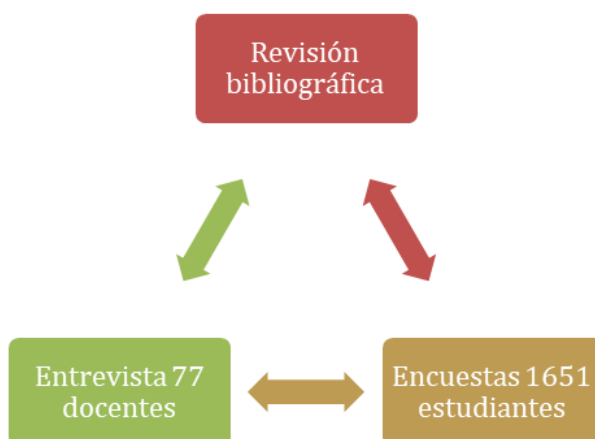 Revisión
bibliográfica
Entrevista 77
docentes
Encuestas 1651
estudiantes